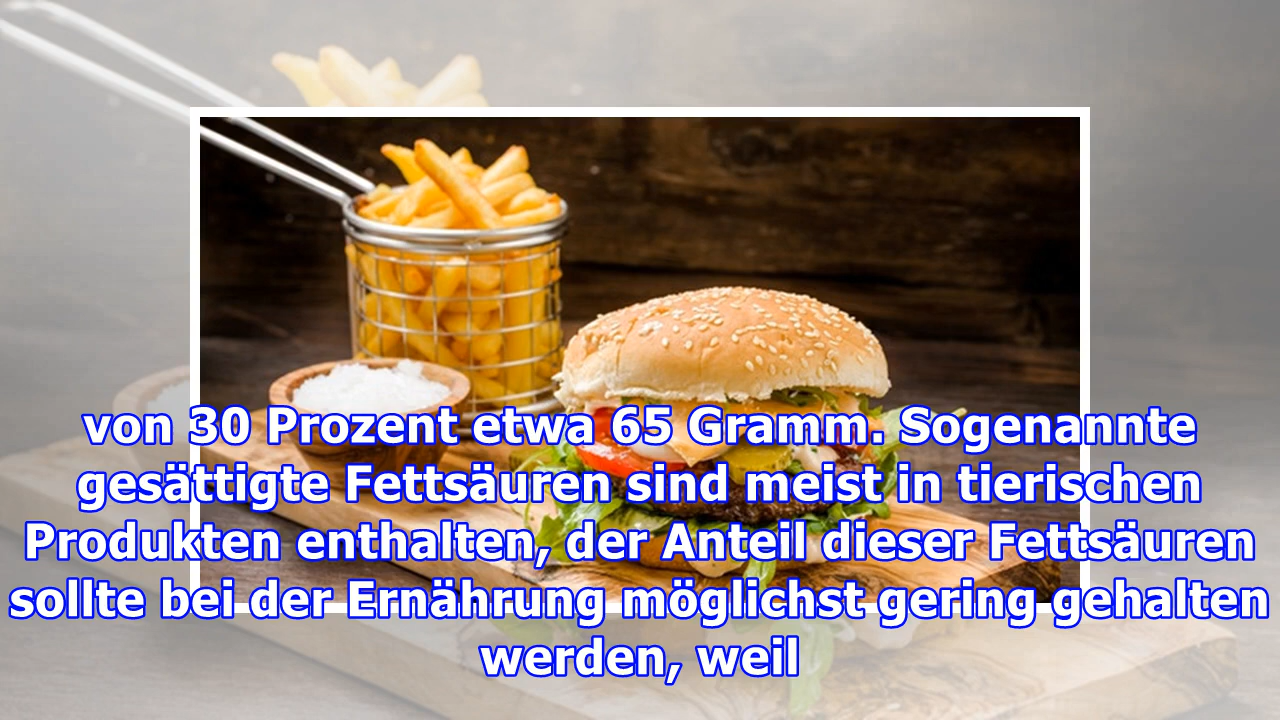 von 30 Prozent etwa 65 Gramm. Sogenannte
gesättigte Fettsäuren sind meist in tierischen
Produkten enthalten, der Anteil dieser Fettsäuren
sollte bei der Ernährung möglichst gering gehalten
werden, weil